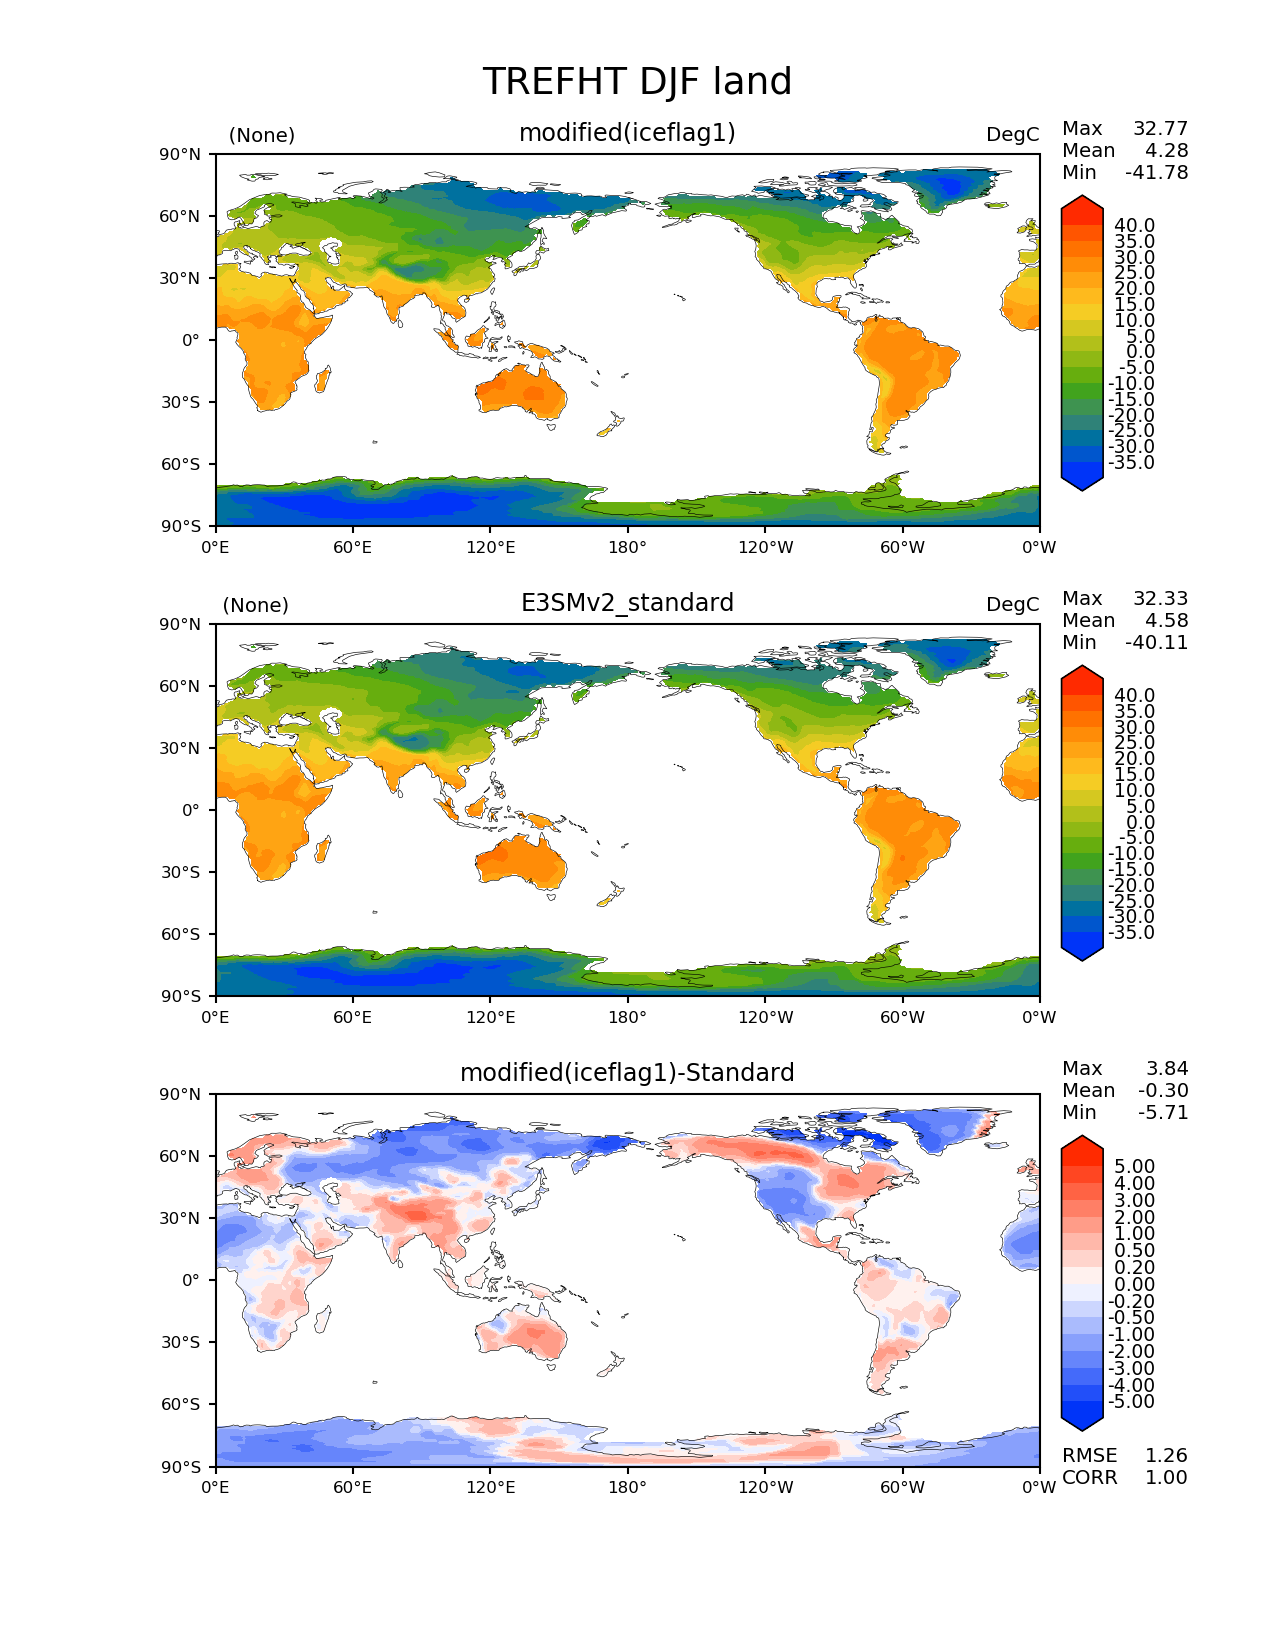 TREFHT DJF land
(None) modified(iceflag1) DegC
Max 32.77
Mean 4.28
Min -41.78
90°N
60°N
30°N
0°
30°S
60°S
90°S
0°E 60°E 120°E 180° 120°W 60°W 0°W
40.0
35.0
30.0
25.0
20.0
15.0
10.0
5.0
0.0
-5.0
-10.0
-15.0
-20.0
-25.0
-30.0
-35.0
(None) E3SMv2_standard DegC
Max 32.33
Mean 4.58
Min -40.11
90°N
60°N
30°N
0°
30°S
60°S
90°S
0°E 60°E 120°E 180° 120°W 60°W 0°W
40.0
35.0
30.0
25.0
20.0
15.0
10.0
5.0
0.0
-5.0
-10.0
-15.0
-20.0
-25.0
-30.0
-35.0
modified(iceflag1)-Standard
Max 3.84
Mean -0.30
Min -5.71
90°N
60°N
30°N
0°
30°S
60°S
90°S
0°E 60°E 120°E 180° 120°W 60°W 0°W
5.00
4.00
3.00
2.00
1.00
0.50
0.20
0.00
-0.20
-0.50
-1.00
-2.00
-3.00
-4.00
-5.00
RMSE 1.26
CORR 1.00